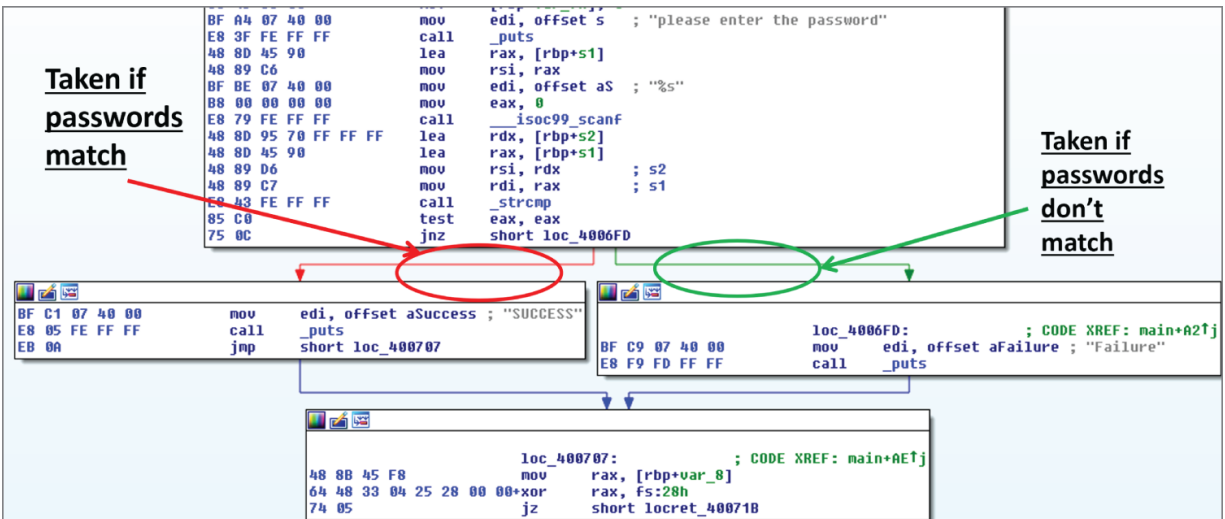 BF A4 07 40 00 mov edi, offset s ; "please enter the password"
E8 3F FE FF FF call _puts
48 8D 45 90 lea rax, [rbp+s1]
48 89 C6 mov rsi, rax
BF BE 07 40 00 mov edi, offset aS ; "%s"
B8 00 00 00 00 mov eax, 0
E8 79 FE FF FF call ___isoc99_scanf
48 8D 95 70 FF FF FF lea rdx, [rbp+s2]
48 8D 45 90 lea rax, [rbp+s1]
48 89 D6 mov rsi, rdx ; s2
48 89 C7 mov rdi, rax ; s1
E8 43 FE FF FF call _strcmp
85 C0 test eax, eax
75 0C jnz short loc_4006FD
Taken if
passwords
match
Taken if
passwords
don't
match
BF C1 07 40 00 mov edi, offset aSuccess ; "SUCCESS"
E8 05 FE FF FF call _puts
EB 0A jmp short loc_400707
loc_4006FD: ; CODE XREF: main+A2↑j
BF C9 07 40 00 mov edi, offset aFailure ; "Failure"
E8 F9 FD FF FF call _puts
loc_400707: ; CODE XREF: main+AE↑j
48 8B 45 F8 mov rax, [rbp+var_8]
64 48 33 04 25 28 00 00+xor rax, fs:28h
74 05 jz short locret_40071B